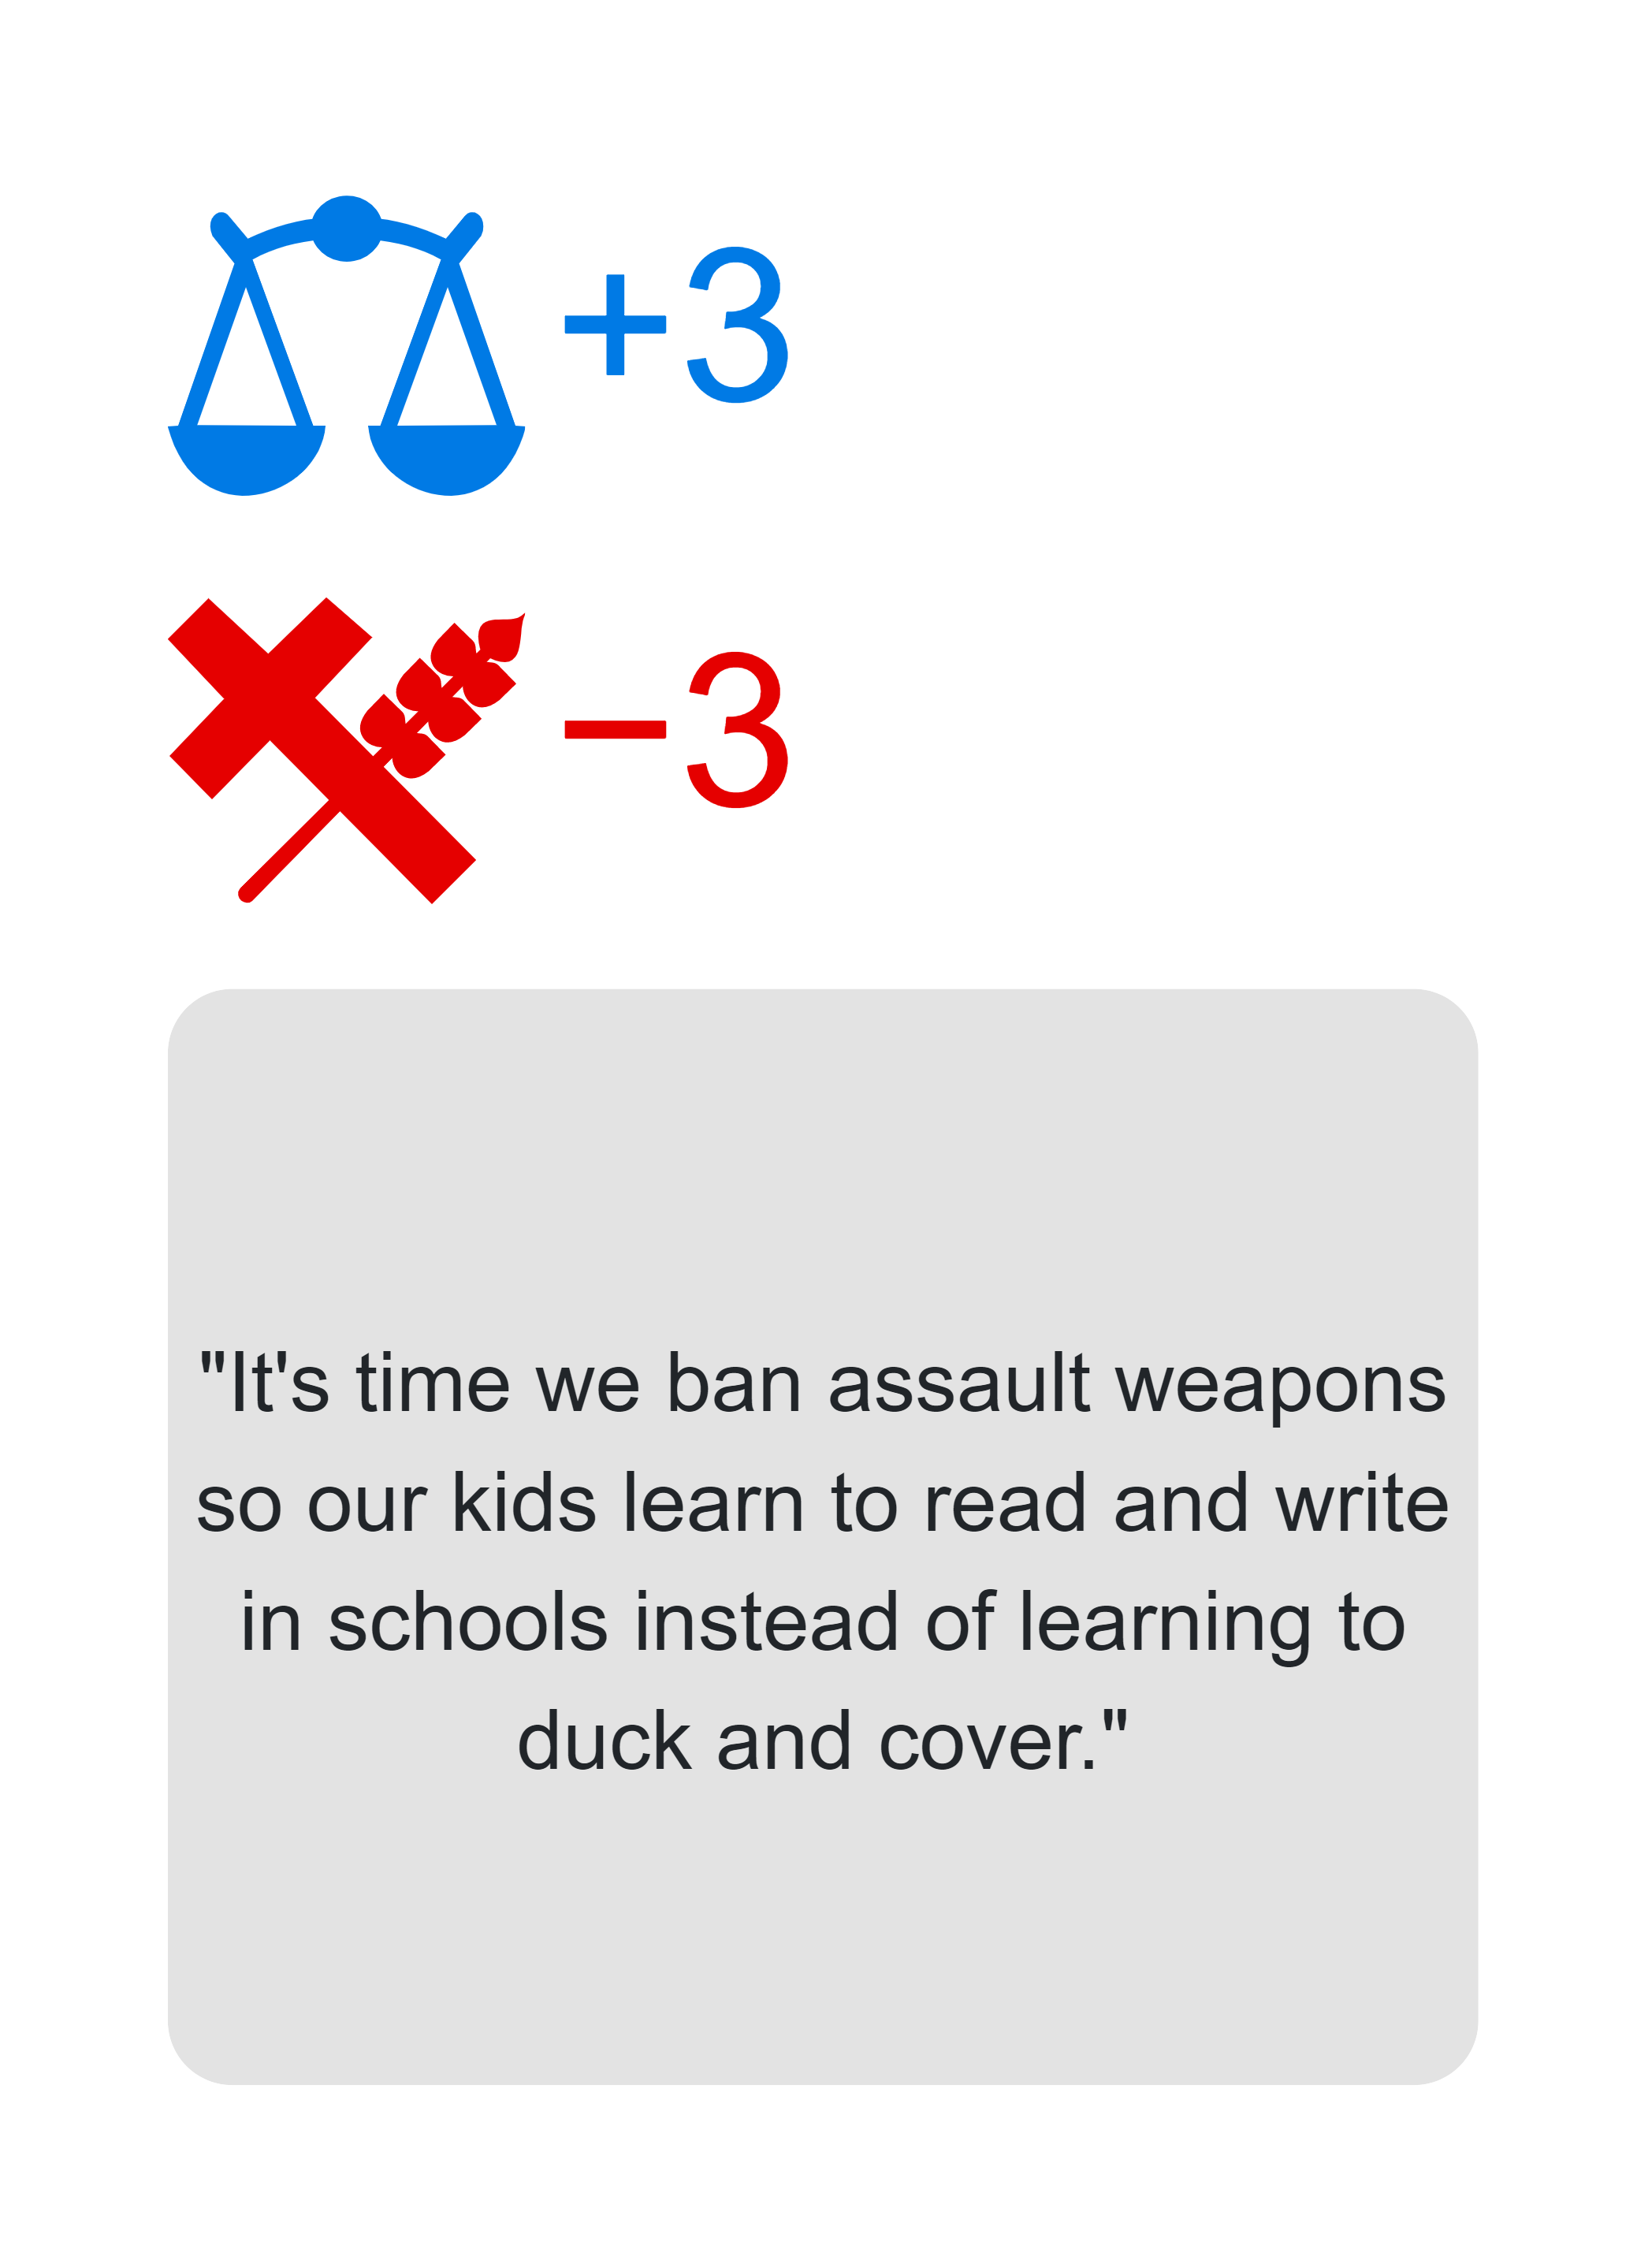 +3
−3
"It's time we ban assault weapons
so our kids learn to read and write
in schools instead of learning to
duck and cover."